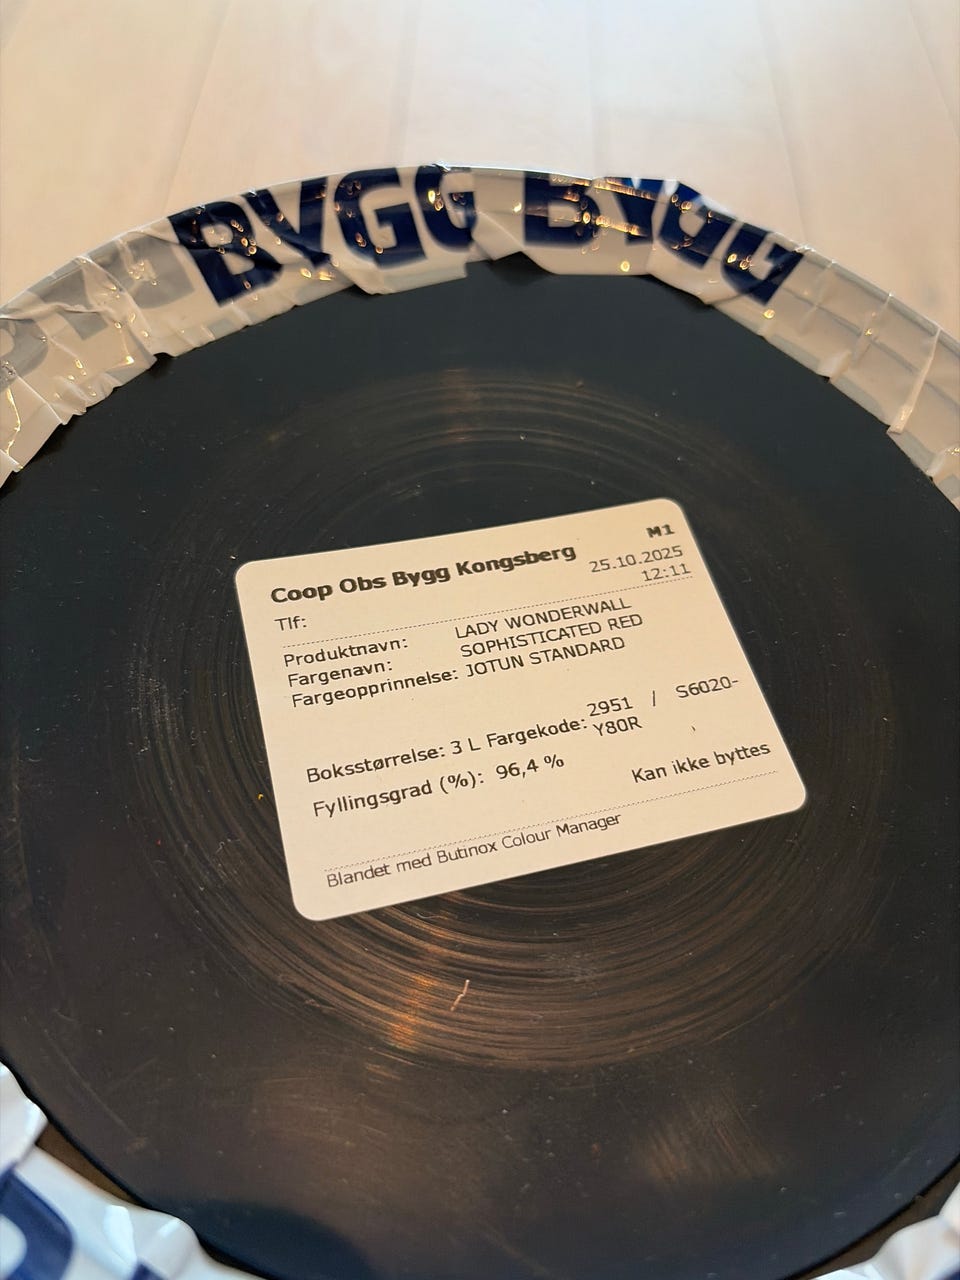 BYGG BYGG
M1
Coop Obs Bygg Kongsberg
25.10.2025
12:11
Tlf:
Produktnavn: LADY WONDERWALL
Fargenavn: SOPHISTICATED RED
Fargeopprinnelse: JOTUN STANDARD
Boksstørrelse: 3 L Fargekode: 2951 / S6020-
Y80R
Fyllingsgrad (%): 96,4 %
Kan ikke byttes
Blandet med Butinox Colour Manager